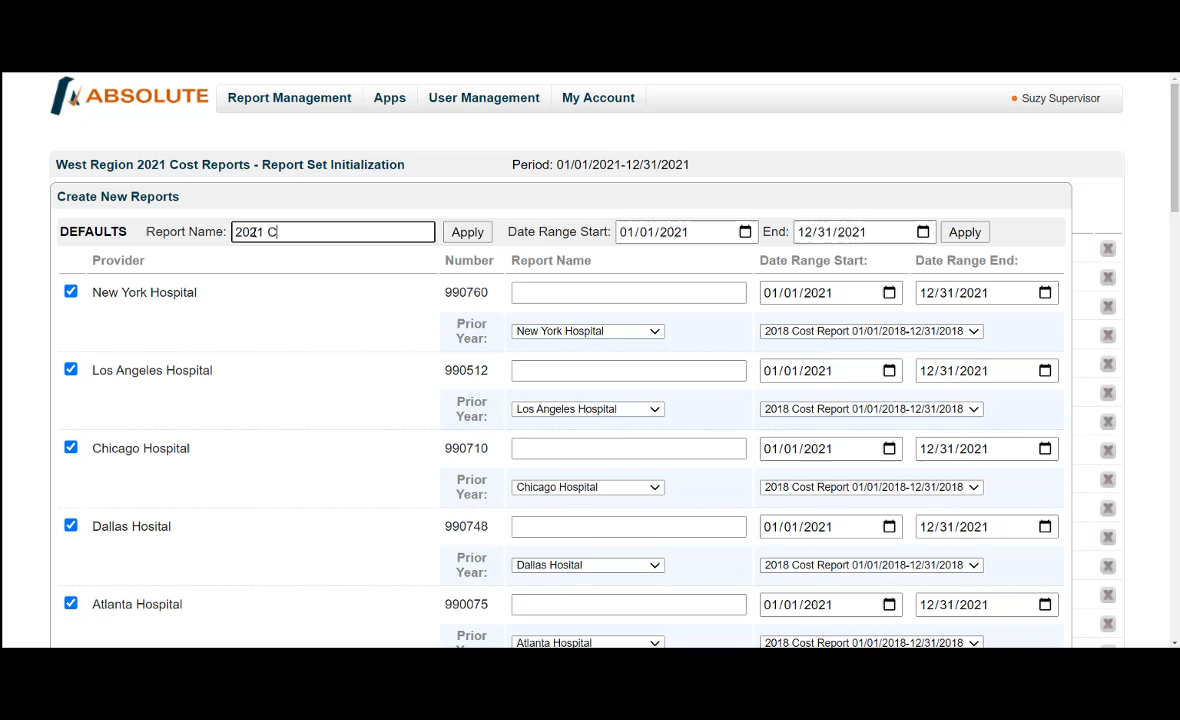 ABSOLUTE
Report Management Apps User Management My Account Suzy Supervisor
West Region 2021 Cost Reports - Report Set Initialization Period: 01/01/2021-12/31/2021
Create New Reports
DEFAULTS Report Name: 2021 C Apply Date Range Start: 01/01/2021 End: 12/31/2021 Apply
Provider Number Report Name Date Range Start: Date Range End:
New York Hospital 990760 01/01/2021 12/31/2021
Prior Year: New York Hospital 2018 Cost Report 01/01/2018-12/31/2018
Los Angeles Hospital 990512 01/01/2021 12/31/2021
Prior Year: Los Angeles Hospital 2018 Cost Report 01/01/2018-12/31/2018
Chicago Hospital 990710 01/01/2021 12/31/2021
Prior Year: Chicago Hospital 2018 Cost Report 01/01/2018-12/31/2018
Dallas Hosital 990748 01/01/2021 12/31/2021
Prior Year: Dallas Hosital 2018 Cost Report 01/01/2018-12/31/2018
Atlanta Hospital 990075 01/01/2021 12/31/2021
Prior Atlanta Hospital 2018 Cost Report 01/01/2018-12/31/2018